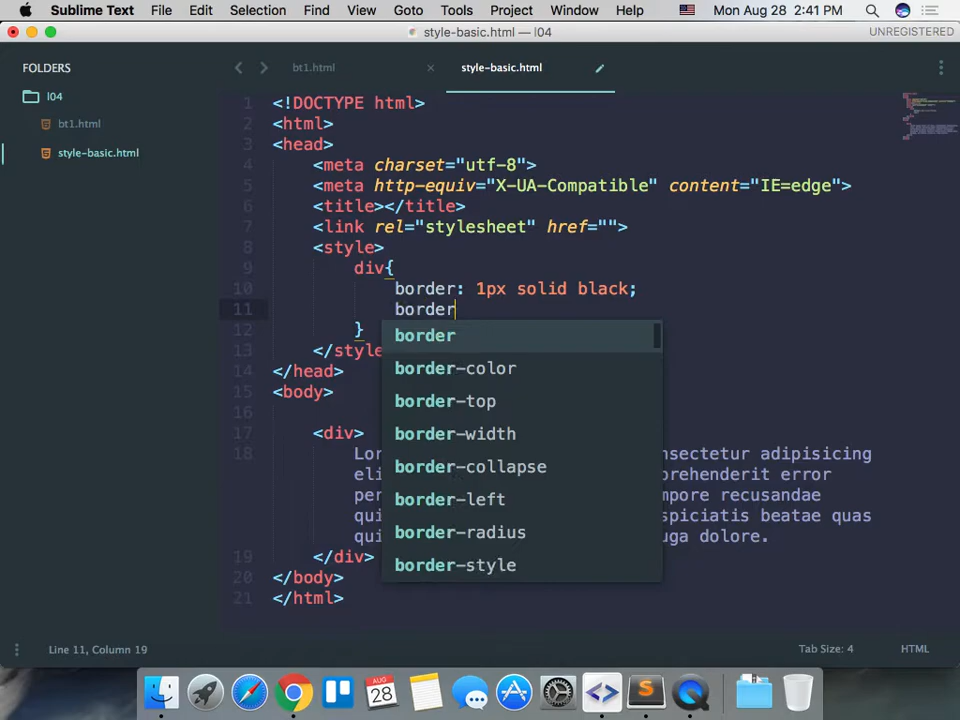 Sublime Text File Edit Selection Find View Goto Tools Project Window Help Mon Aug 28 2:41 PM
style-basic.html — l04 UNREGISTERED
FOLDERS
l04
bt1.html
style-basic.html
bt1.html × style-basic.html
1 <!DOCTYPE html>
2 <html>
3 <head>
4 <meta charset="utf-8">
5 <meta http-equiv="X-UA-Compatible" content="IE=edge">
6 <title></title>
7 <link rel="stylesheet" href="">
8 <style>
9 div{
10 border: 1px solid black;
11 border
12 }
13 </style
14 </head>
15 <body>
16
17 <div>
18 Lor nsectetur adipisicing
eli prehenderit error
per mpore recusandae
qui spiciatis beatae quas
qui uga dolore.
19 </div>
20 </body>
21 </html>
border
border-color
border-top
border-width
border-collapse
border-left
border-radius
border-style
Line 11, Column 19 Tab Size: 4 HTML
AUG
28